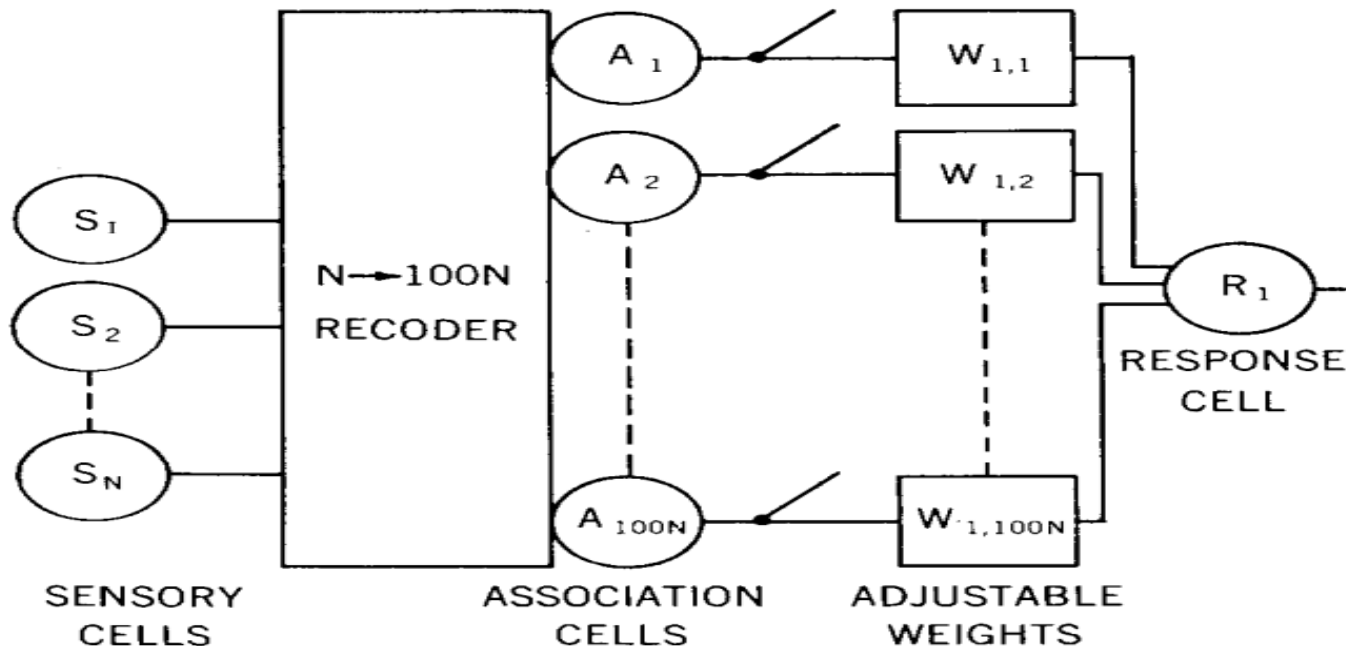 A 1
W 1,1
A 2
W 1,2
S 1
N→100N
RECODER
S 2
R 1
RESPONSE
CELL
S N
A 100N
W 1,100N
SENSORY
CELLS
ASSOCIATION
CELLS
ADJUSTABLE
WEIGHTS